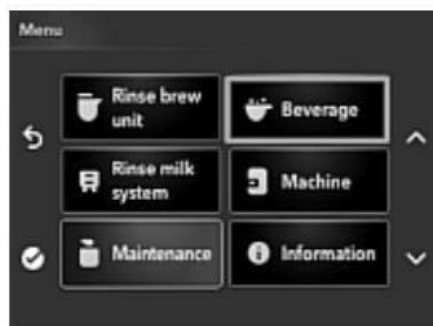 Menu
Rinse brew
unit
Beverage
Rinse milk
system
Machine
Maintenance
Information